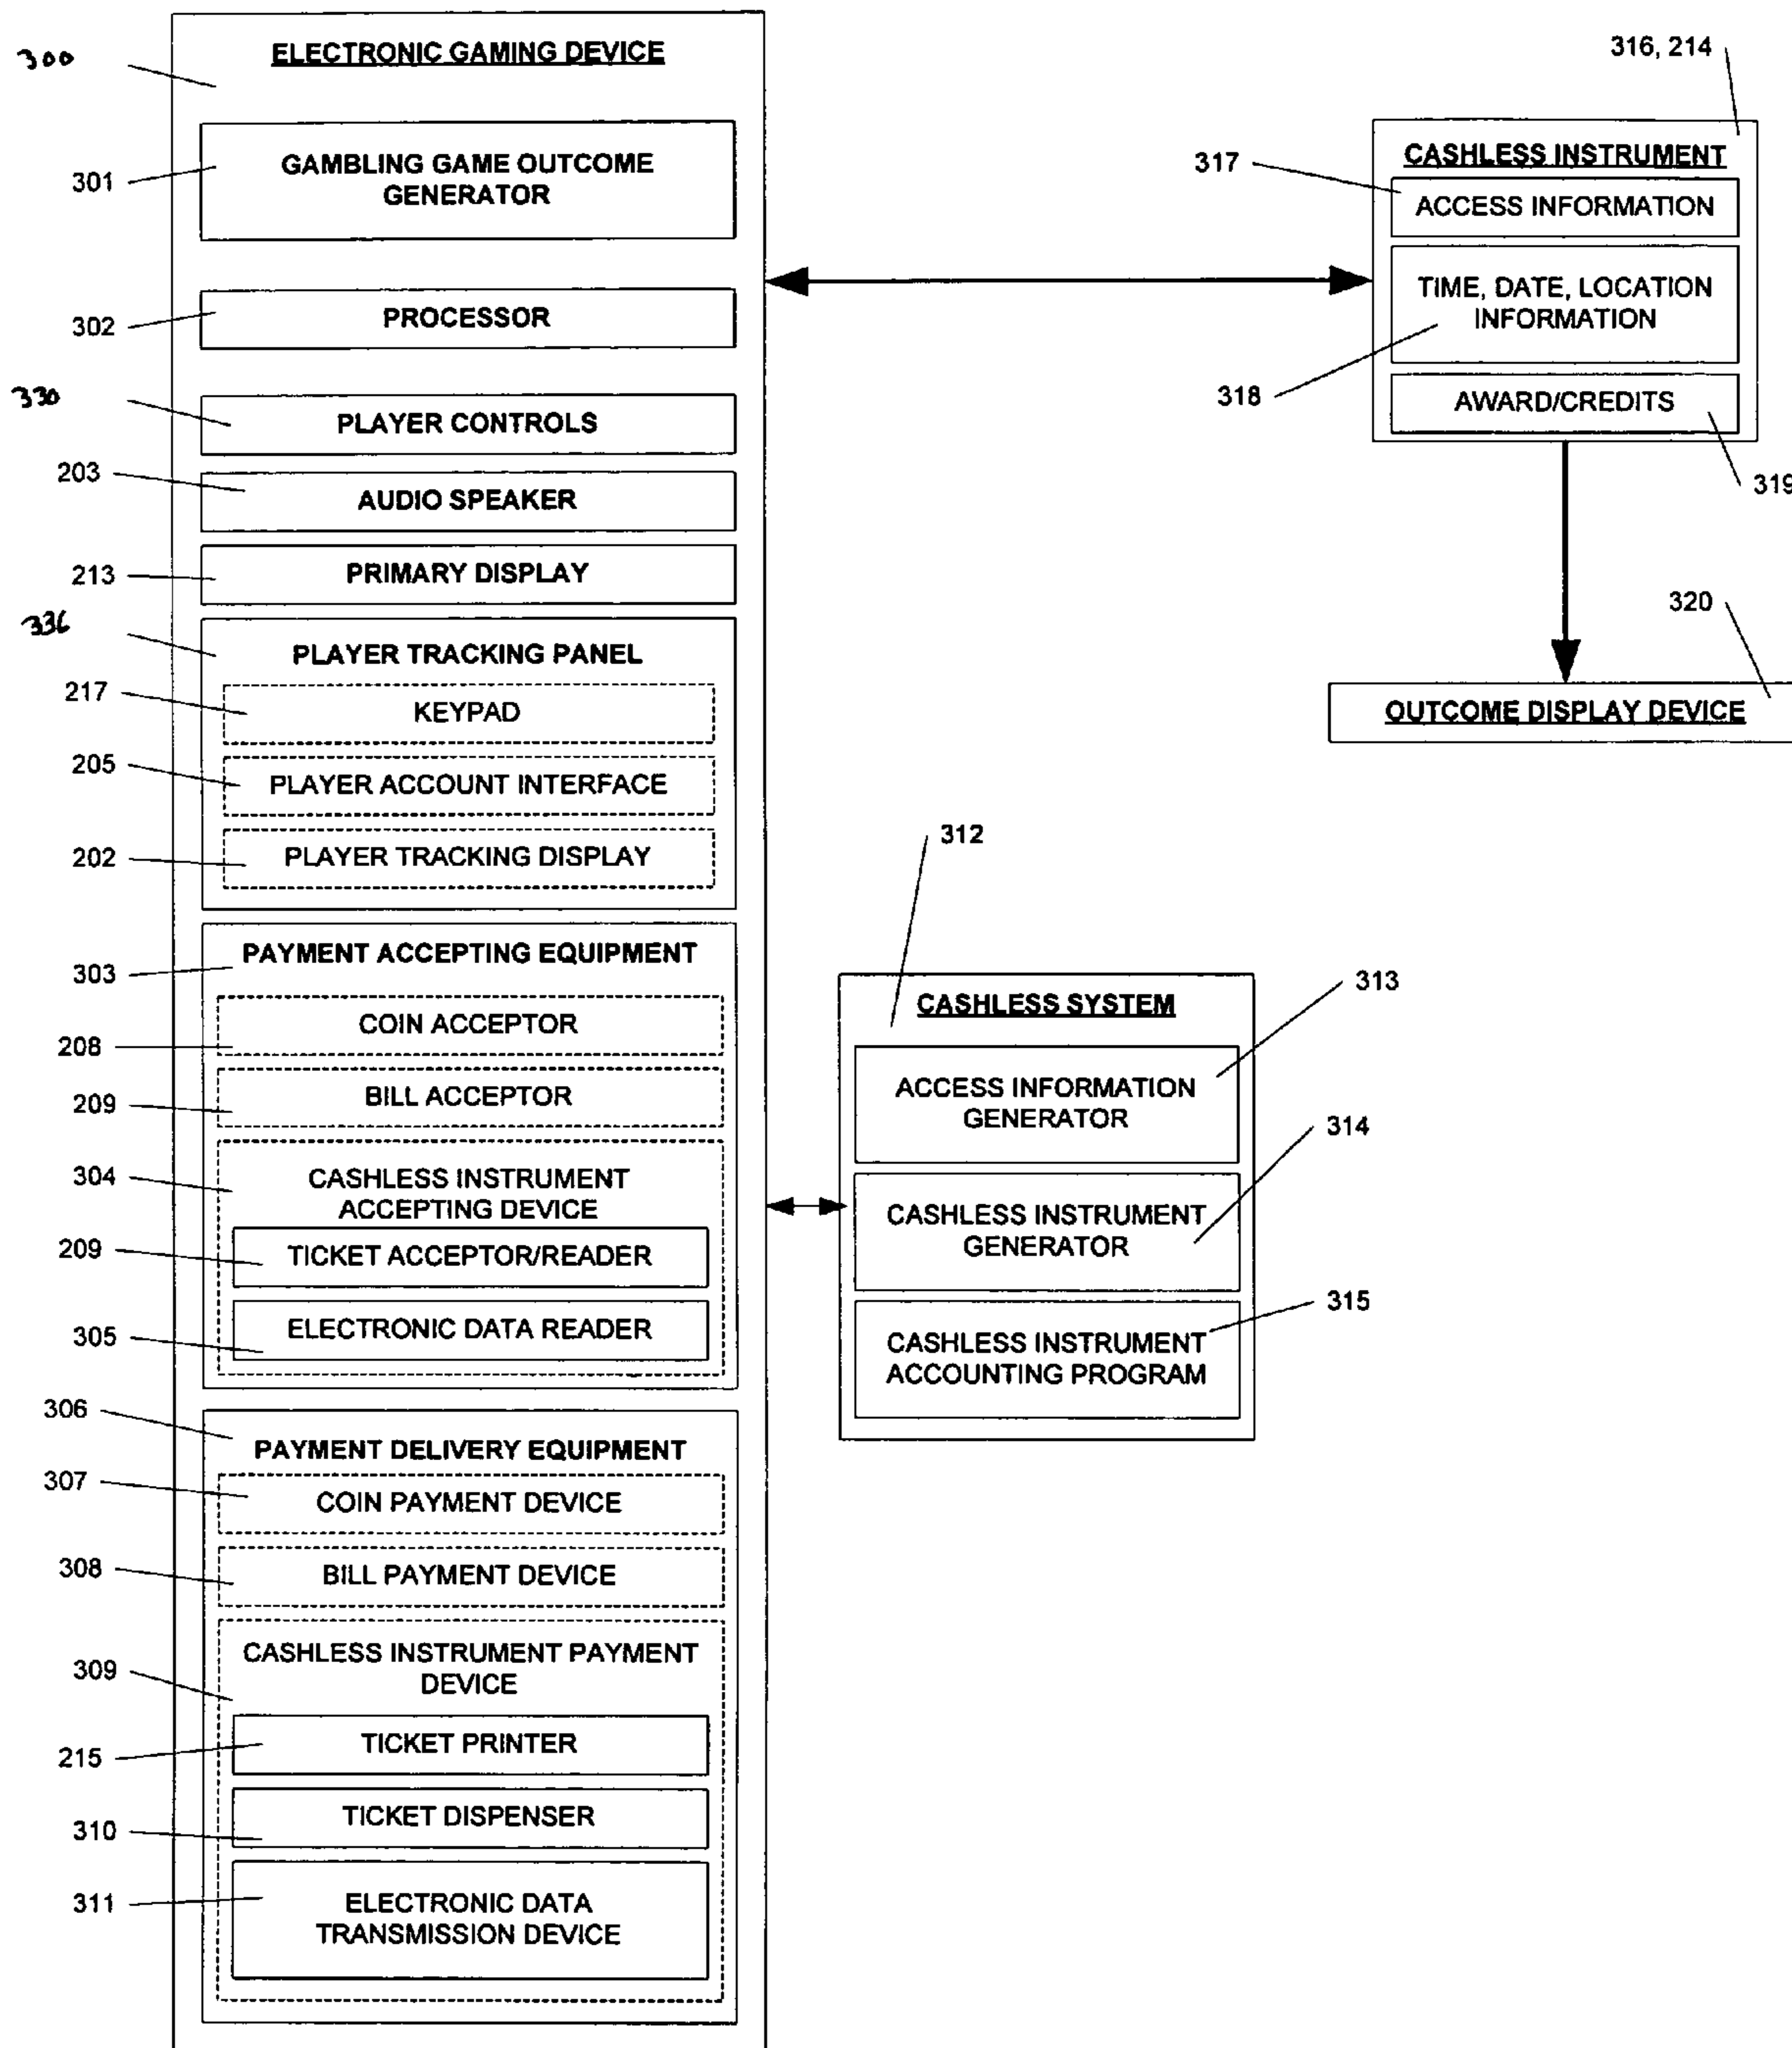 300
ELECTRONIC GAMING DEVICE
301
GAMBLING GAME OUTCOME
GENERATOR
302
PROCESSOR
330
PLAYER CONTROLS
203
AUDIO SPEAKER
213
PRIMARY DISPLAY
336
PLAYER TRACKING PANEL
217
KEYPAD
205
PLAYER ACCOUNT INTERFACE
202
PLAYER TRACKING DISPLAY
303
PAYMENT ACCEPTING EQUIPMENT
208
COIN ACCEPTOR
209
BILL ACCEPTOR
304
CASHLESS INSTRUMENT
ACCEPTING DEVICE
209
TICKET ACCEPTOR/READER
305
ELECTRONIC DATA READER
306
PAYMENT DELIVERY EQUIPMENT
307
COIN PAYMENT DEVICE
308
BILL PAYMENT DEVICE
309
CASHLESS INSTRUMENT PAYMENT
DEVICE
215
TICKET PRINTER
310
TICKET DISPENSER
311
ELECTRONIC DATA
TRANSMISSION DEVICE
316, 214
CASHLESS INSTRUMENT
317
ACCESS INFORMATION
TIME, DATE, LOCATION
INFORMATION
318
AWARD/CREDITS
319
320
OUTCOME DISPLAY DEVICE
312
CASHLESS SYSTEM
313
ACCESS INFORMATION
GENERATOR
314
CASHLESS INSTRUMENT
GENERATOR
315
CASHLESS INSTRUMENT
ACCOUNTING PROGRAM